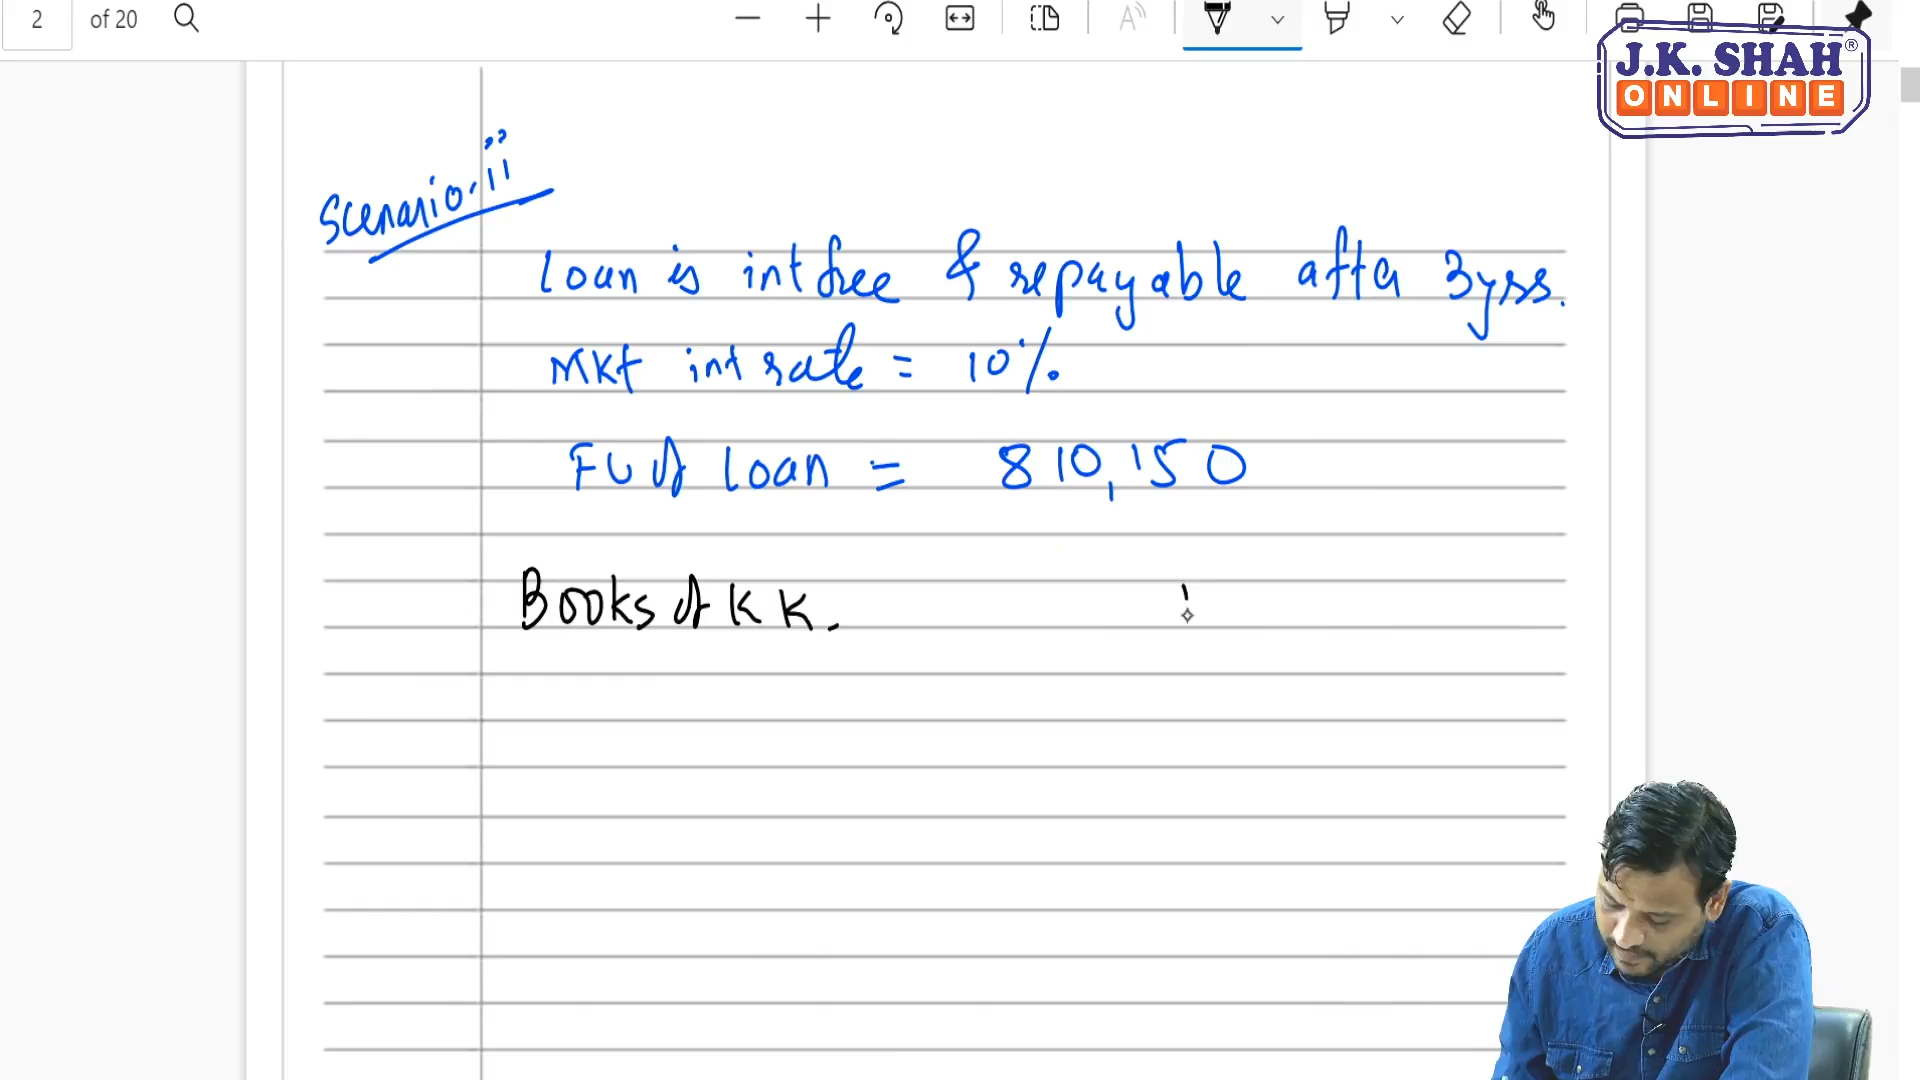 2 of 20
J.K. SHAH®
ONLINE
Scenario.ii
Loan is int free & repayable after 3yrs.
Mkt int rate = 10%.
FV of Loan = 810,150
Books of K K.